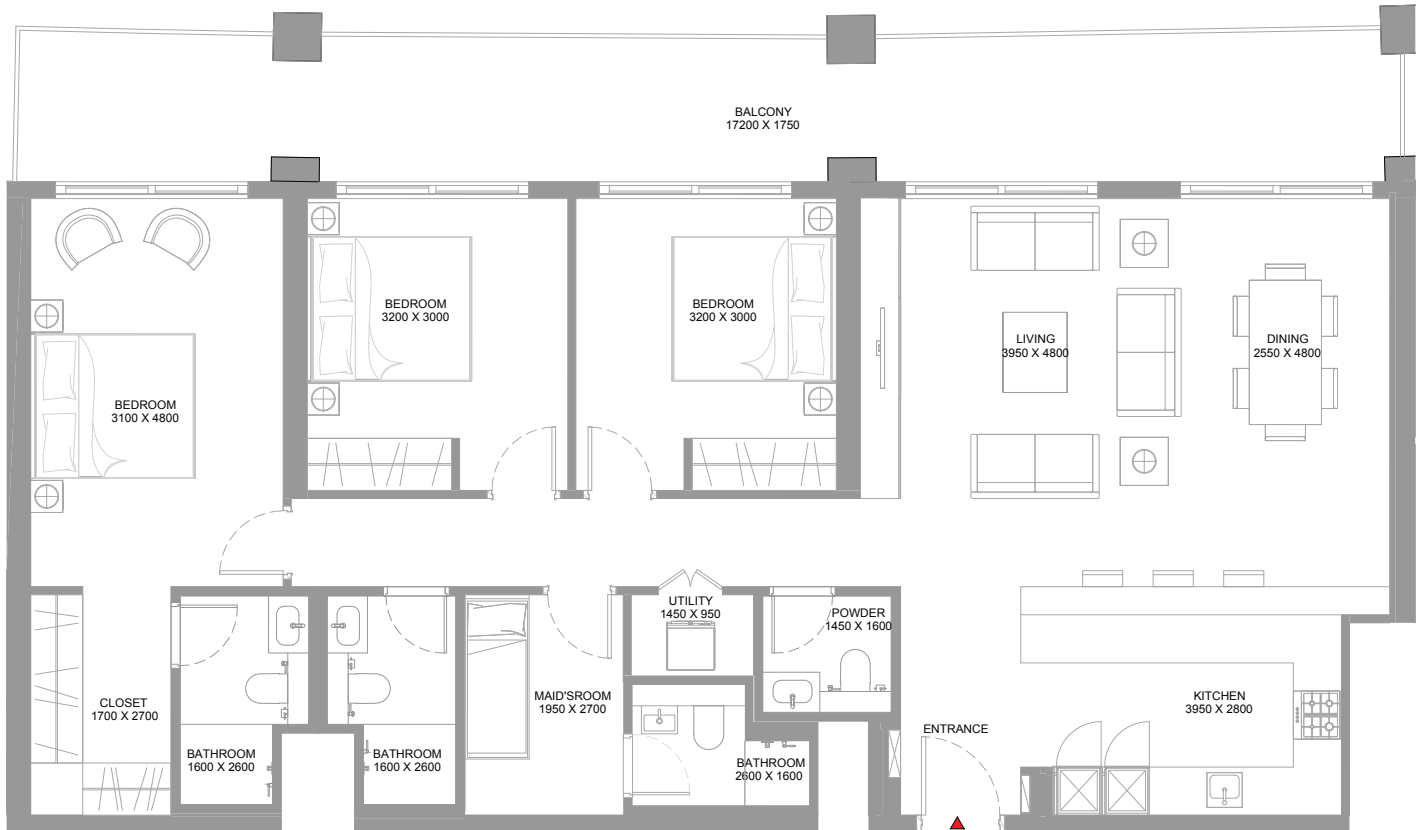 BALCONY
17200 X 1750
BEDROOM
3200 X 3000
BEDROOM
3200 X 3000
LIVING
3950 X 4800
DINING
2550 X 4800
BEDROOM
3100 X 4800
UTILITY
1450 X 950
POWDER
1450 X 1600
CLOSET
1700 X 2700
MAID'SROOM
1950 X 2700
KITCHEN
3950 X 2800
ENTRANCE
BATHROOM
1600 X 2600
BATHROOM
1600 X 2600
BATHROOM
2600 X 1600